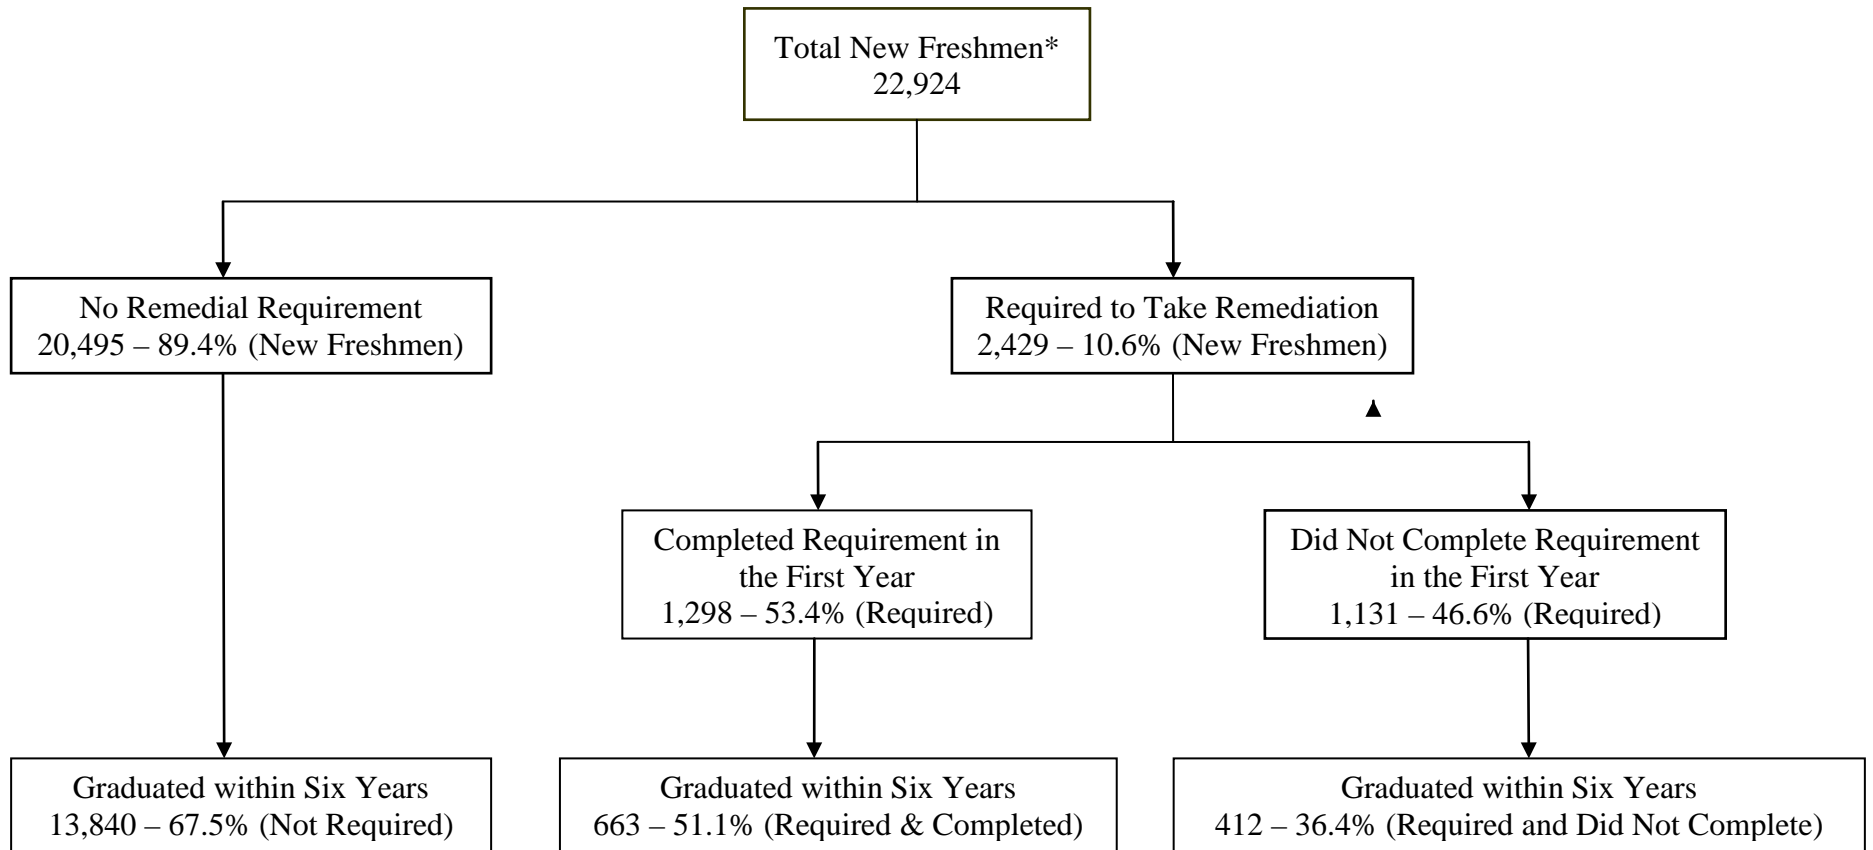 Total New Freshmen*
22,924
No Remedial Requirement
20,495 – 89.4% (New Freshmen)
Required to Take Remediation
2,429 – 10.6% (New Freshmen)
Completed Requirement in
the First Year
1,298 – 53.4% (Required)
Did Not Complete Requirement
in the First Year
1,131 – 46.6% (Required)
Graduated within Six Years
13,840 – 67.5% (Not Required)
Graduated within Six Years
663 – 51.1% (Required & Completed)
Graduated within Six Years
412 – 36.4% (Required and Did Not Complete)